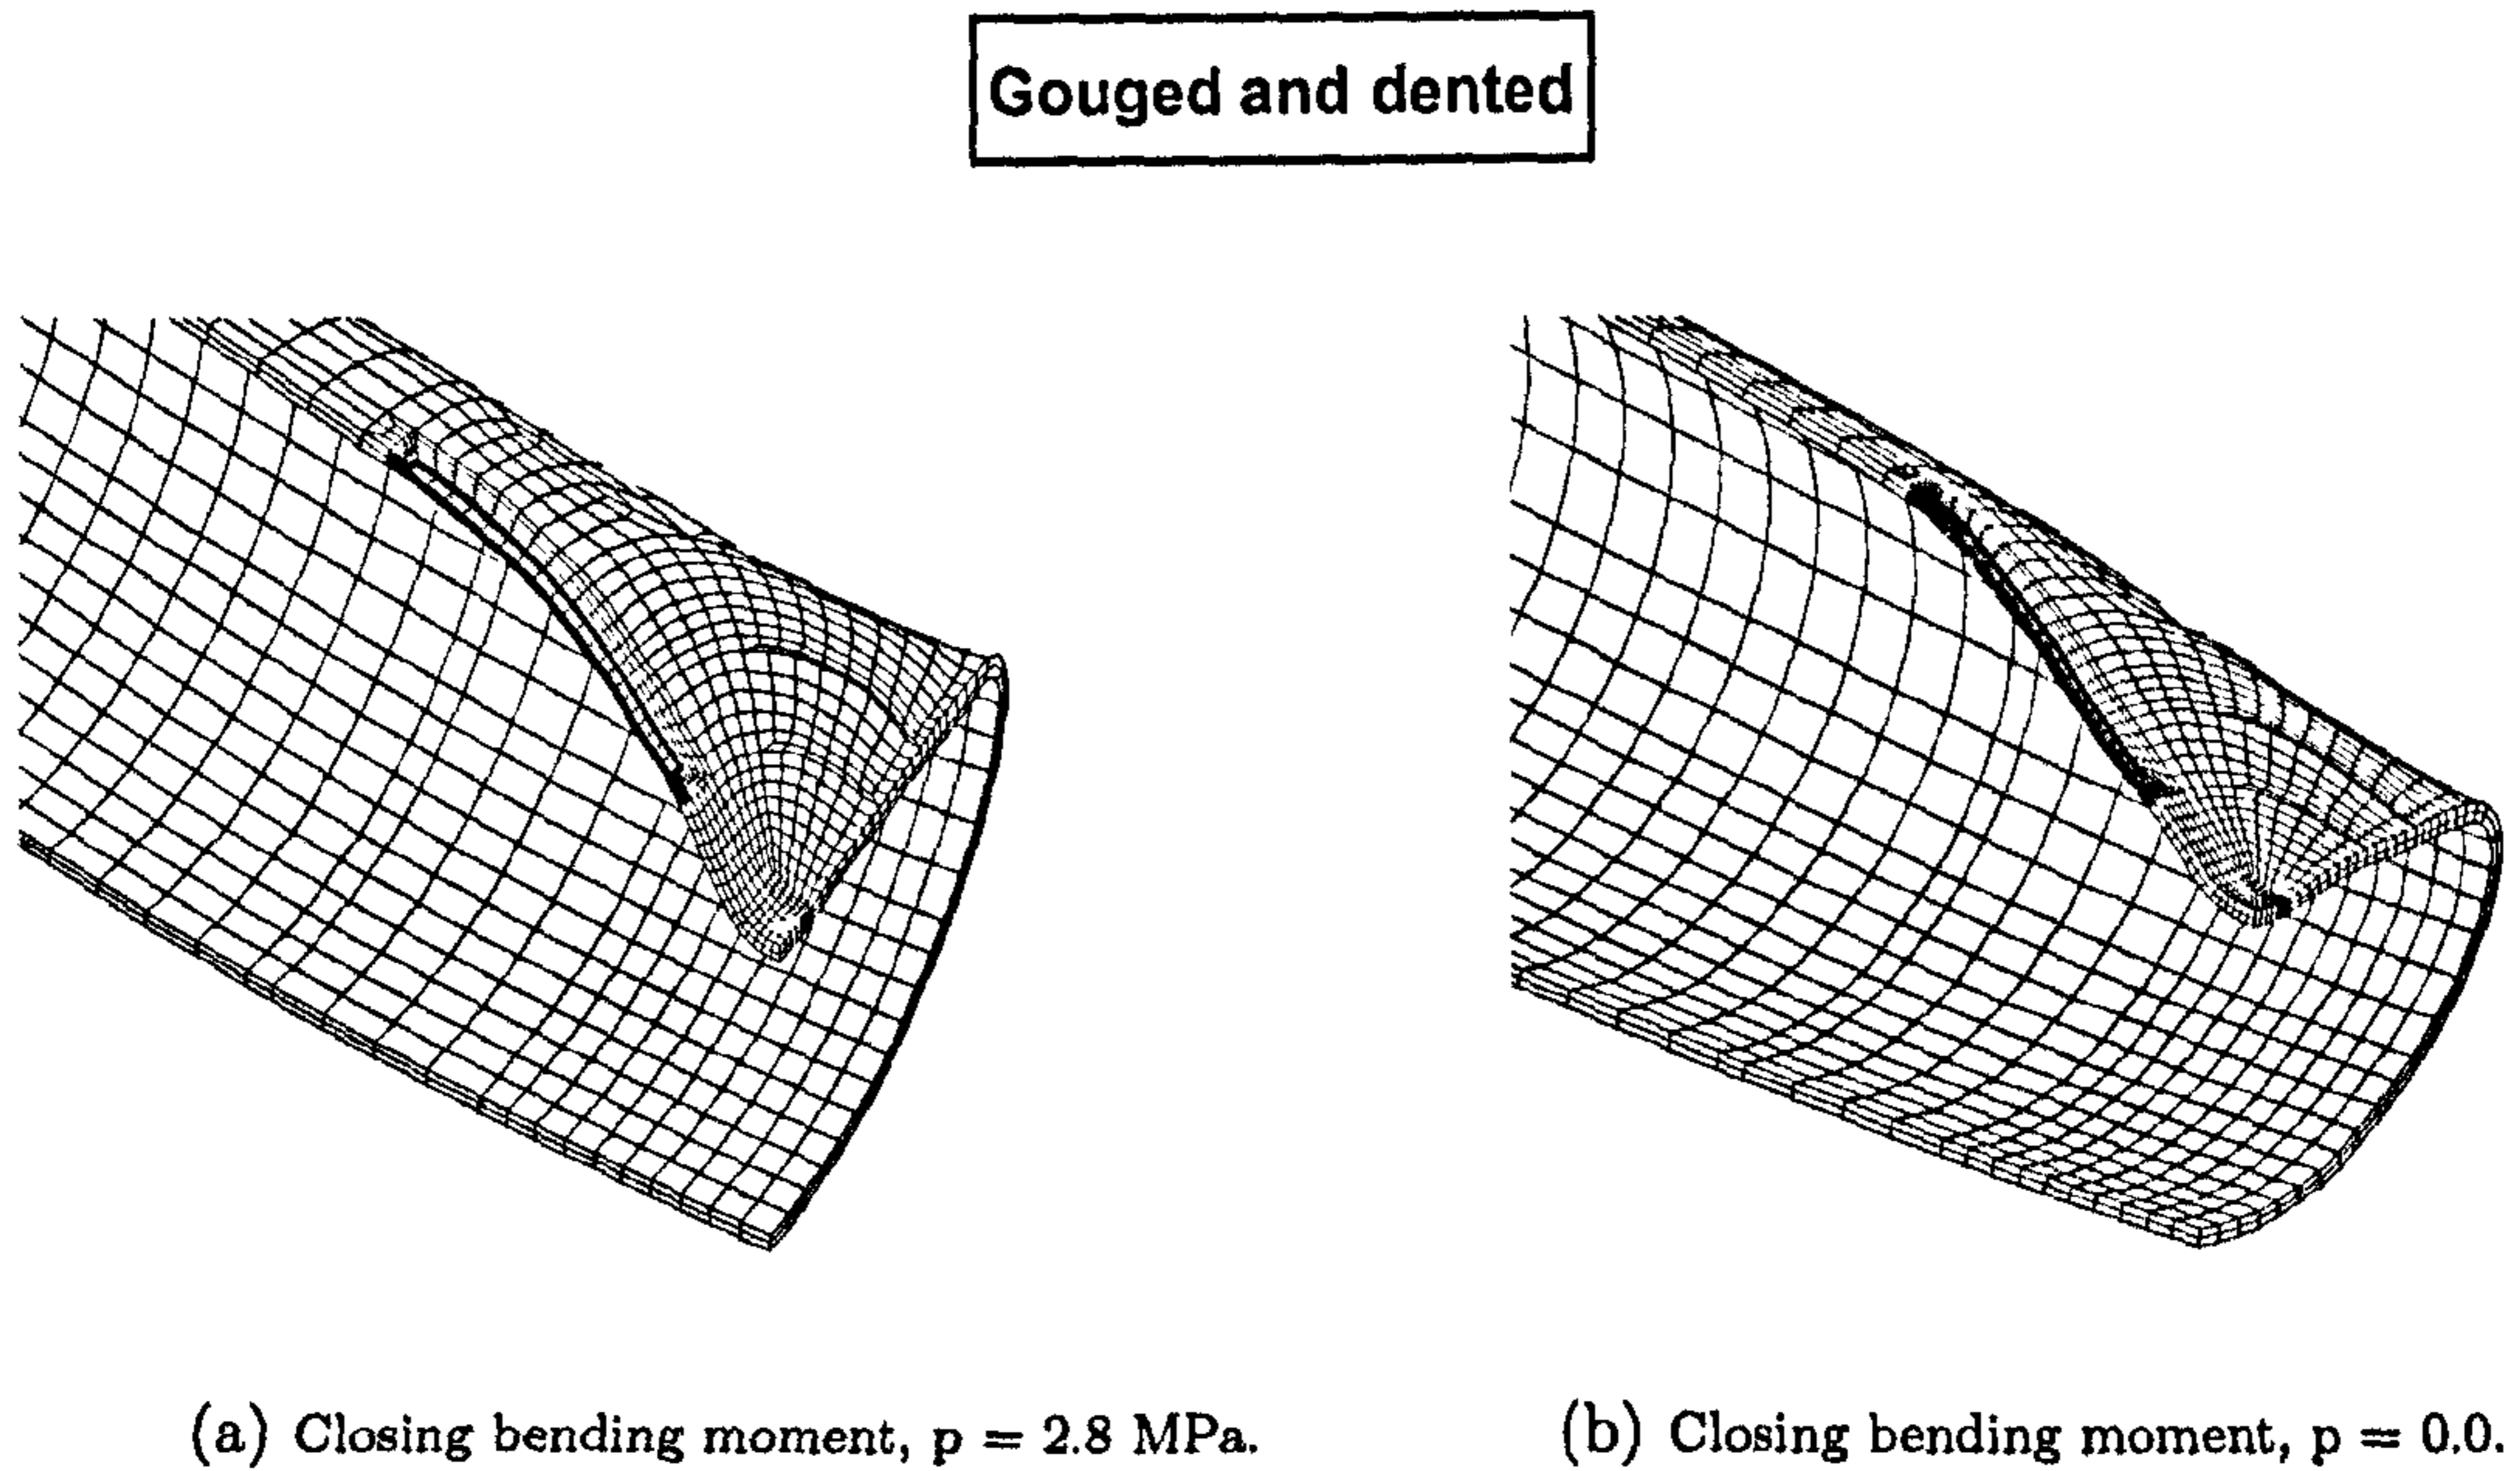 Gouged and dented
(a) Closing bending moment, p = 2.8 MPa.
(b) Closing bending moment, p = 0.0.